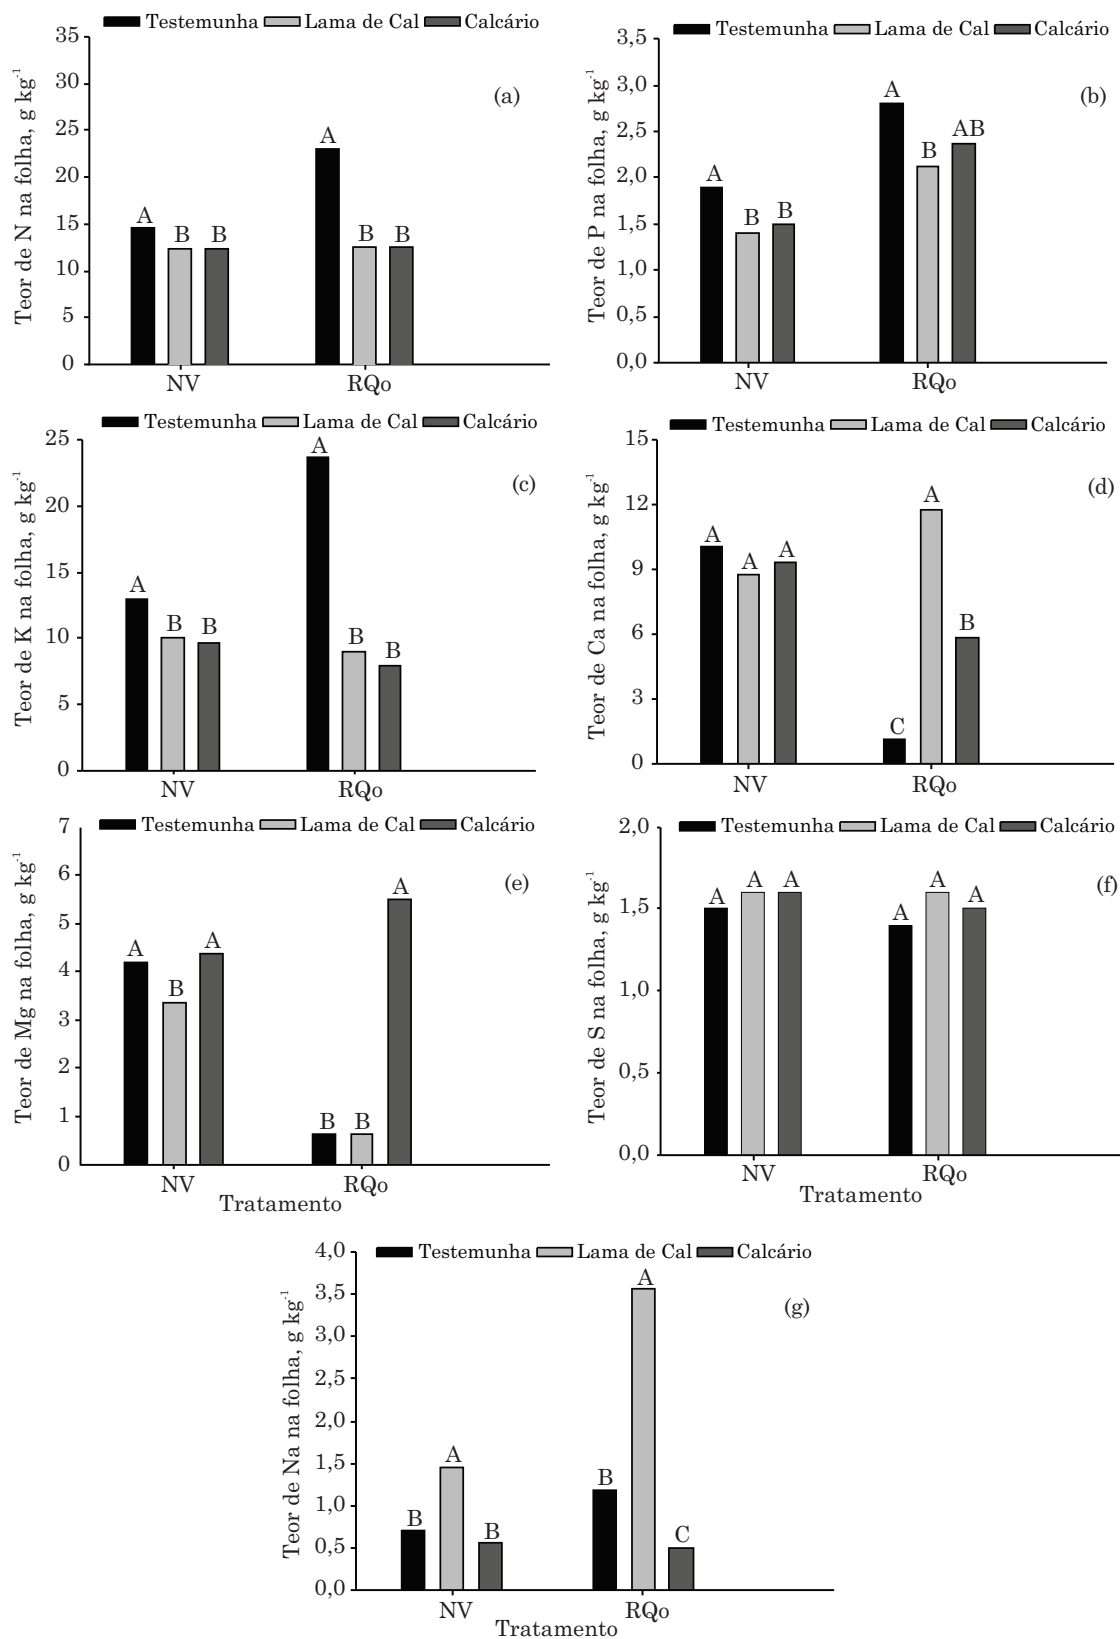 Testemunha Lama de Cal Calcário
35
30
25
20
15
10
5
0
Teor de N na folha, g kg⁻¹
(a)
A B B A B B
NV RQo
Testemunha Lama de Cal Calcário
3,5
3,0
2,5
2,0
1,5
1,0
0,5
0,0
Teor de P na folha, g kg⁻¹
(b)
A B B A B AB
NV RQo
Testemunha Lama de Cal Calcário
25
20
15
10
5
0
Teor de K na folha, g kg⁻¹
(c)
A B B A B B
NV RQo
Testemunha Lama de Cal Calcário
15
12
9
6
3
0
Teor de Ca na folha, g kg⁻¹
(d)
A A A C A B
NV RQo
Testemunha Lama de Cal Calcário
7
6
5
4
3
2
1
0
Teor de Mg na folha, g kg⁻¹
(e)
A B A B B A
NV RQo
Tratamento
Testemunha Lama de Cal Calcário
2,0
1,5
1,0
0,5
0,0
Teor de S na folha, g kg⁻¹
(f)
A A A A A A
NV RQo
Tratamento
Testemunha Lama de Cal Calcário
4,0
3,5
3,0
2,5
2,0
1,5
1,0
0,5
0,0
Teor de Na na folha, g kg⁻¹
(g)
B A B B A C
NV RQo
Tratamento